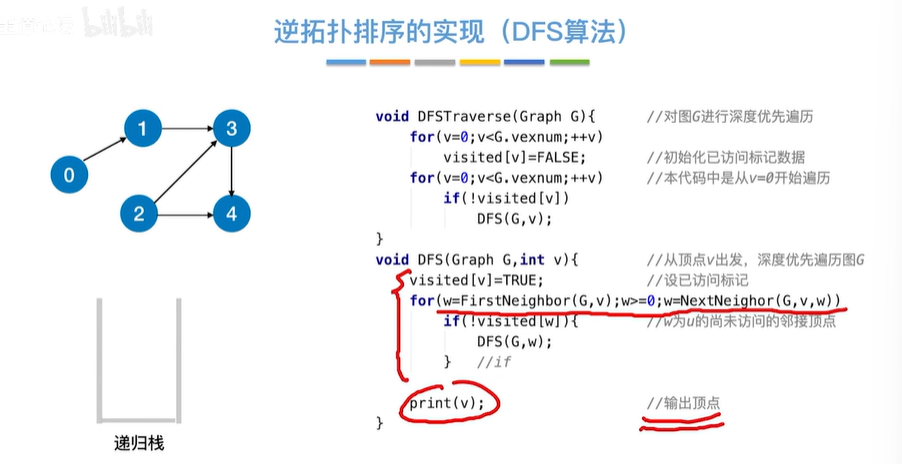 逆拓扑排序的实现（DFS算法）
void DFSTraverse(Graph G){ //对图G进行深度优先遍历
for(v=0;v<G.vexnum;++v)
visited[v]=FALSE; //初始化已访问标记数据
for(v=0;v<G.vexnum;++v) //本代码中是从v=0开始遍历
if(!visited[v])
DFS(G,v);
}
void DFS(Graph G,int v){ //从顶点v出发，深度优先遍历图G
visited[v]=TRUE; //设已访问标记
for(w=FirstNeighbor(G,v);w>=0;w=NextNeighor(G,v,w))
if(!visited[w]){ //w为u的尚未访问的邻接顶点
DFS(G,w);
} //if
print(v); //输出顶点
}
1
3
0
2
4
递归栈